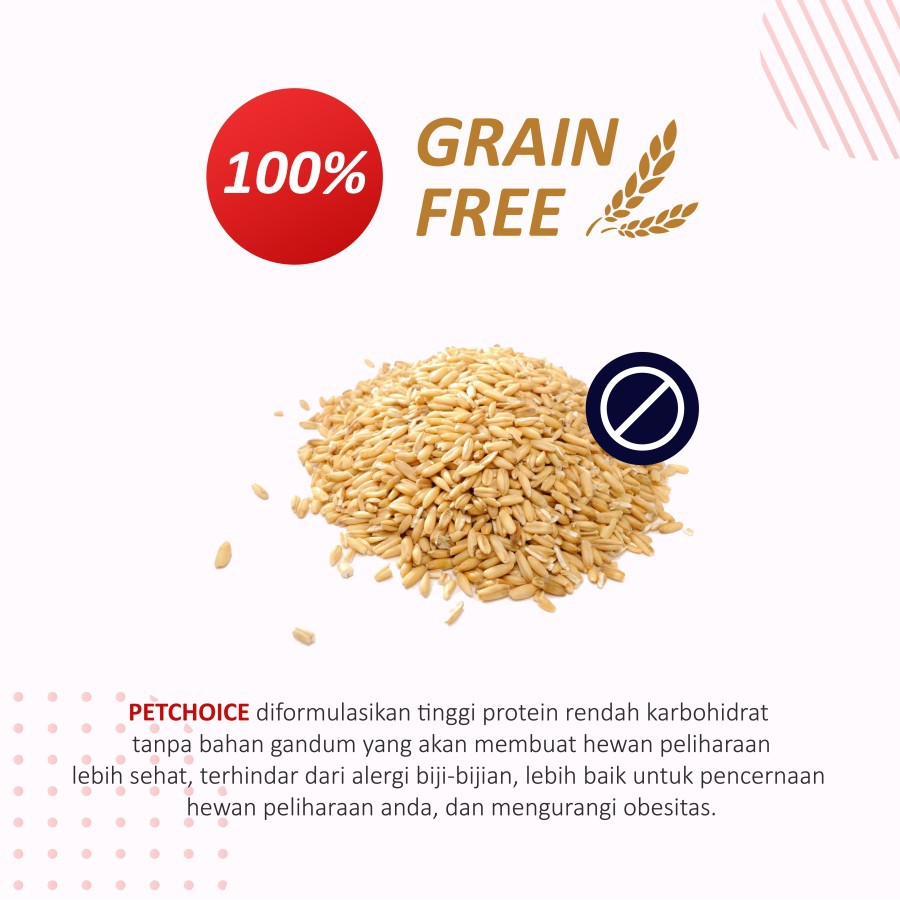 100%
GRAIN
FREE
PETCHOICE diformulasikan tinggi protein rendah karbohidrat
tanpa bahan gandum yang akan membuat hewan peliharaan
lebih sehat, terhindar dari alergi biji-bijian, lebih baik untuk pencernaan
hewan peliharaan anda, dan mengurangi obesitas.